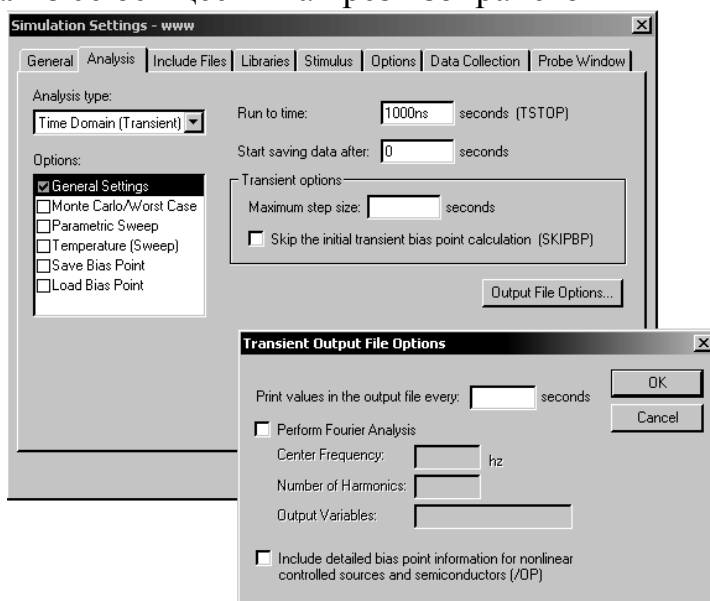 Simulation Settings - www
General Analysis Include Files Libraries Stimulus Options Data Collection Probe Window
Analysis type:
Time Domain (Transient)
Options:
General Settings
Monte Carlo/Worst Case
Parametric Sweep
Temperature (Sweep)
Save Bias Point
Load Bias Point
Run to time: 1000ns seconds (TSTOP)
Start saving data after: 0 seconds
Transient options
Maximum step size: seconds
Skip the initial transient bias point calculation (SKIPBP)
Output File Options...
Transient Output File Options
Print values in the output file every: seconds
OK
Cancel
Perform Fourier Analysis
Center Frequency: hz
Number of Harmonics:
Output Variables:
Include detailed bias point information for nonlinear
controlled sources and semiconductors (/OP)